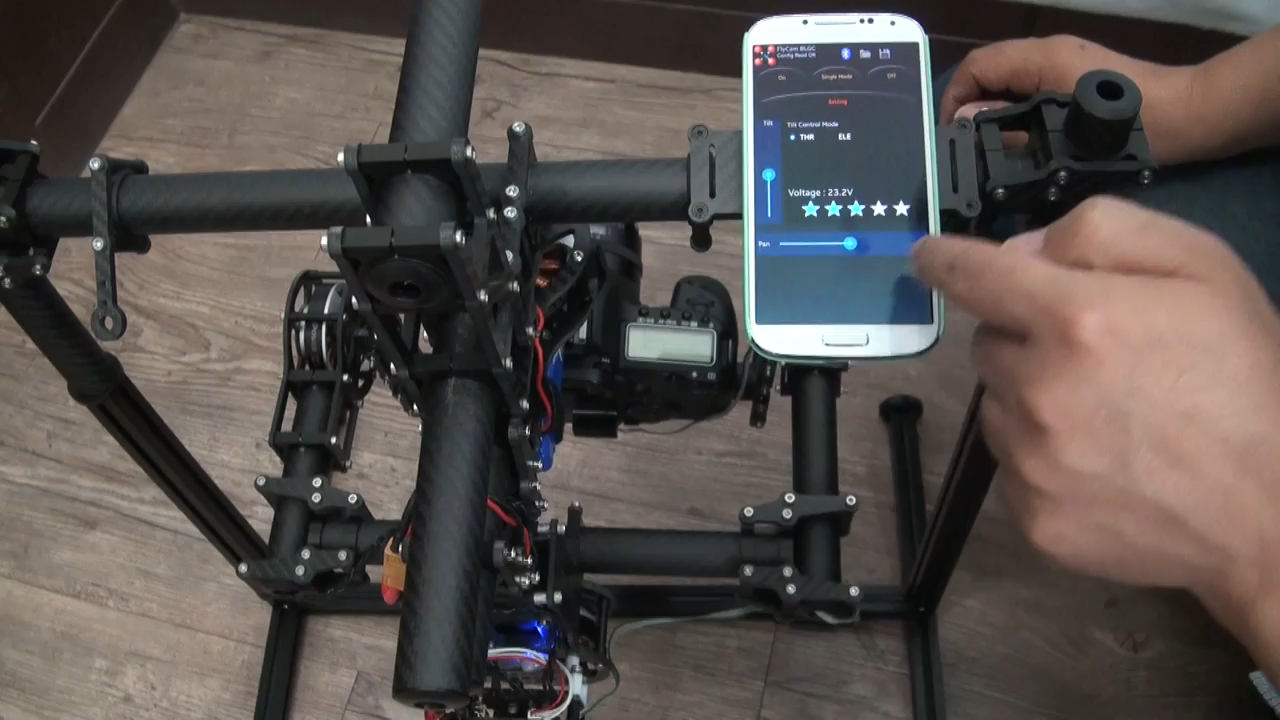 FlyCam BLGC
Config Read OK
On Single Mode Off
Setting
Tilt Tilt Control Mode
THR ELE
Voltage : 23.2V
Pan